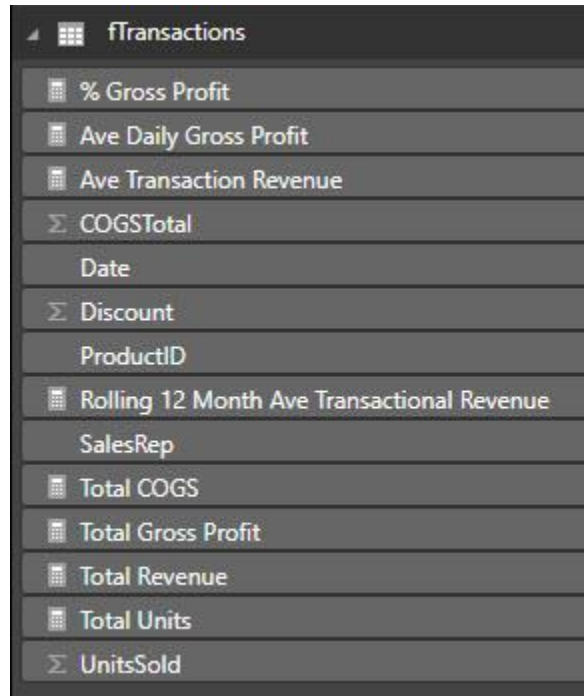 fTransactions
% Gross Profit
Ave Daily Gross Profit
Ave Transaction Revenue
Σ COGSTotal
Date
Σ Discount
ProductID
Rolling 12 Month Ave Transactional Revenue
SalesRep
Total COGS
Total Gross Profit
Total Revenue
Total Units
Σ UnitsSold